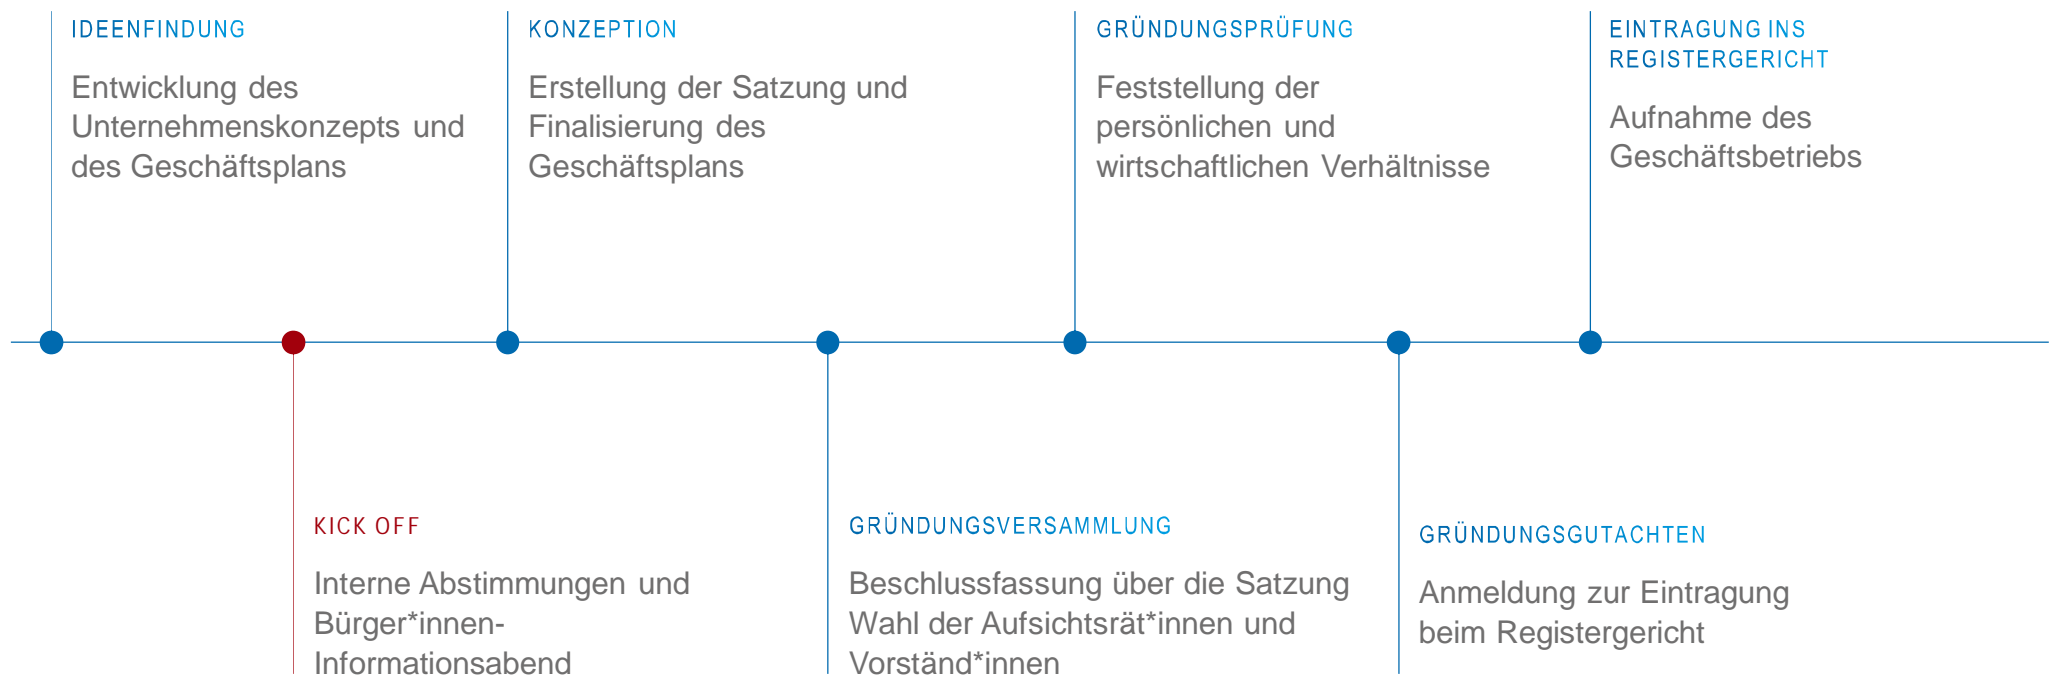 IDEENFINDUNG
Entwicklung des
Unternehmenskonzepts und
des Geschäftsplans
KONZEPTION
Erstellung der Satzung und
Finalisierung des
Geschäftsplans
GRÜNDUNGSPRÜFUNG
Feststellung der
persönlichen und
wirtschaftlichen Verhältnisse
EINTRAGUNG INS
REGISTERGERICHT
Aufnahme des
Geschäftsbetriebs
KICK OFF
Interne Abstimmungen und
Bürger*innen-
Informationsabend
GRÜNDUNGSVERSAMMLUNG
Beschlussfassung über die Satzung
Wahl der Aufsichtsrät*innen und
Vorständ*innen
GRÜNDUNGSGUTACHTEN
Anmeldung zur Eintragung
beim Registergericht